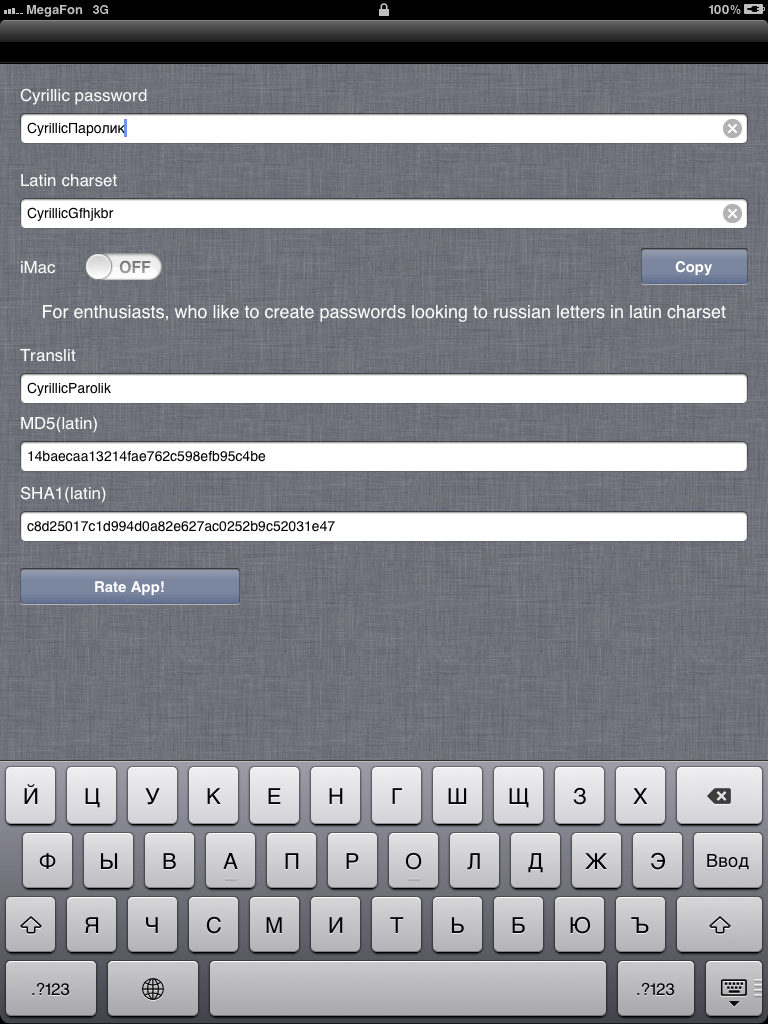 MegaFon 3G 100%
Cyrillic password
CyrillicПаролик
Latin charset
CyrillicGfhjkbr
iMac OFF Copy
For enthusiasts, who like to create passwords looking to russian letters in latin charset
Translit
CyrillicParolik
MD5(latin)
14baecaa13214fae762c598efb95c4be
SHA1(latin)
c8d25017c1d994d0a82e627ac0252b9c52031e47
Rate App!
Й Ц У К Е Н Г Ш Щ З Х
Ф Ы В А П Р О Л Д Ж Э Ввод
Я Ч С М И Т Ь Б Ю Ъ
.?123 .?123